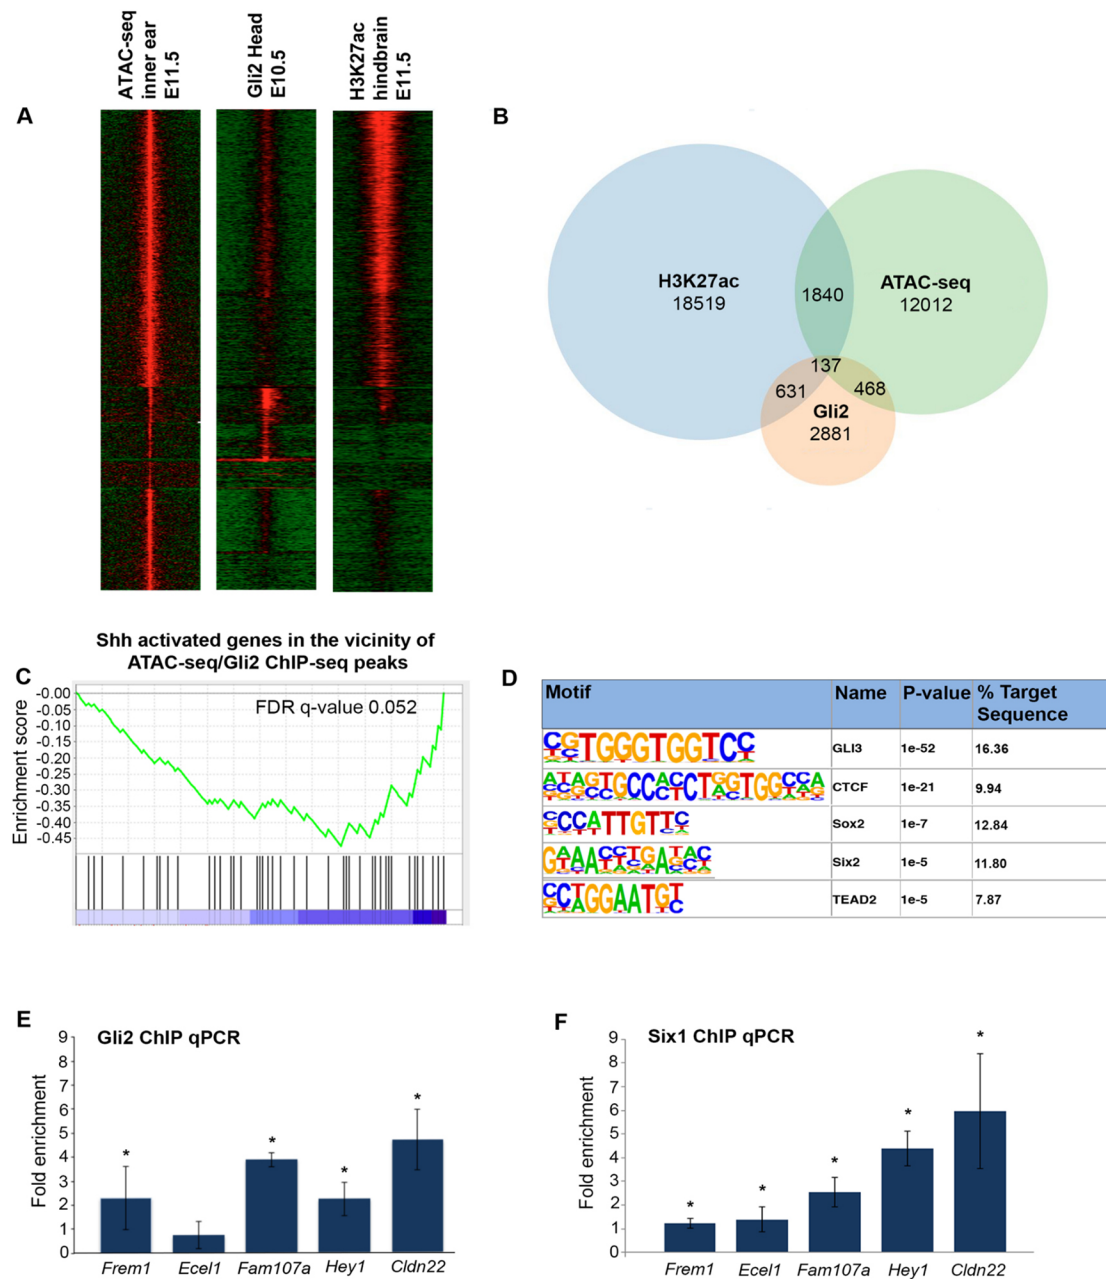 ATAC-seq
inner ear
E11.5
Gli2 Head
E10.5
H3K27ac
hindbrain
E11.5
A
B
H3K27ac
18519
1840
ATAC-seq
12012
137
631
468
Gli2
2881
Shh activated genes in the vicinity of
ATAC-seq/Gli2 ChIP-seq peaks
C
FDR q-value 0.052
Enrichment score
-0.00
-0.05
-0.10
-0.15
-0.20
-0.25
-0.30
-0.35
-0.40
-0.45
D
Motif Name P-value % Target Sequence
GLI3 1e-52 16.36
CTCF 1e-21 9.94
Sox2 1e-7 12.84
Six2 1e-5 11.80
TEAD2 1e-5 7.87
E
Gli2 ChIP qPCR
Fold enrichment
9
8
7
6
5
4
3
2
1
0
* * * *
Frem1 Ecel1 Fam107a Hey1 Cldn22
F
Six1 ChIP qPCR
Fold enrichment
9
8
7
6
5
4
3
2
1
0
* * * * *
Frem1 Ecel1 Fam107a Hey1 Cldn22